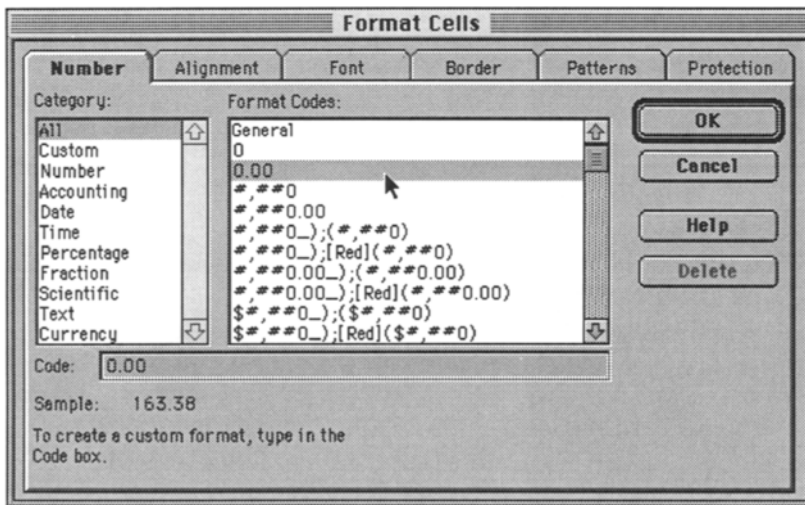 Format Cells
Number Alignment Font Border Patterns Protection
Category:
All
Custom
Number
Accounting
Date
Time
Percentage
Fraction
Scientific
Text
Currency
Format Codes:
General
0
0.00
#,##0
#,##0.00
#,##0_);(#,##0)
#,##0_);[Red](#,##0)
#,##0.00_);(#,##0.00)
#,##0.00_);[Red](#,##0.00)
$#,##0_);($#,##0)
$#,##0_);[Red]($#,##0)
OK
Cancel
Help
Delete
Code: 0.00
Sample: 163.38
To create a custom format, type in the
Code box.